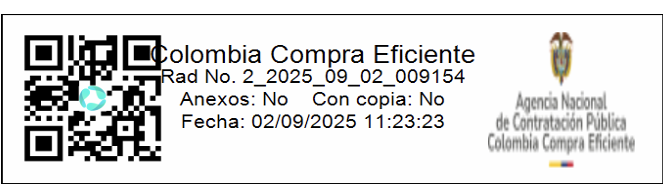 Colombia Compra Eficiente
Rad No. 2_2025_09_02_009154
Anexos: No Con copia: No
Fecha: 02/09/2025 11:23:23
Agencia Nacional
de Contratación Pública
Colombia Compra Eficiente